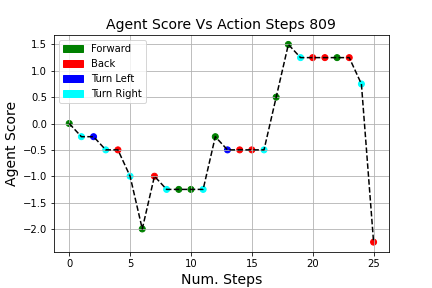 Agent Score Vs Action Steps 809
Forward
Back
Turn Left
Turn Right
1.5
1.0
0.5
0.0
−0.5
−1.0
−1.5
−2.0
Agent Score
0 5 10 15 20 25
Num. Steps